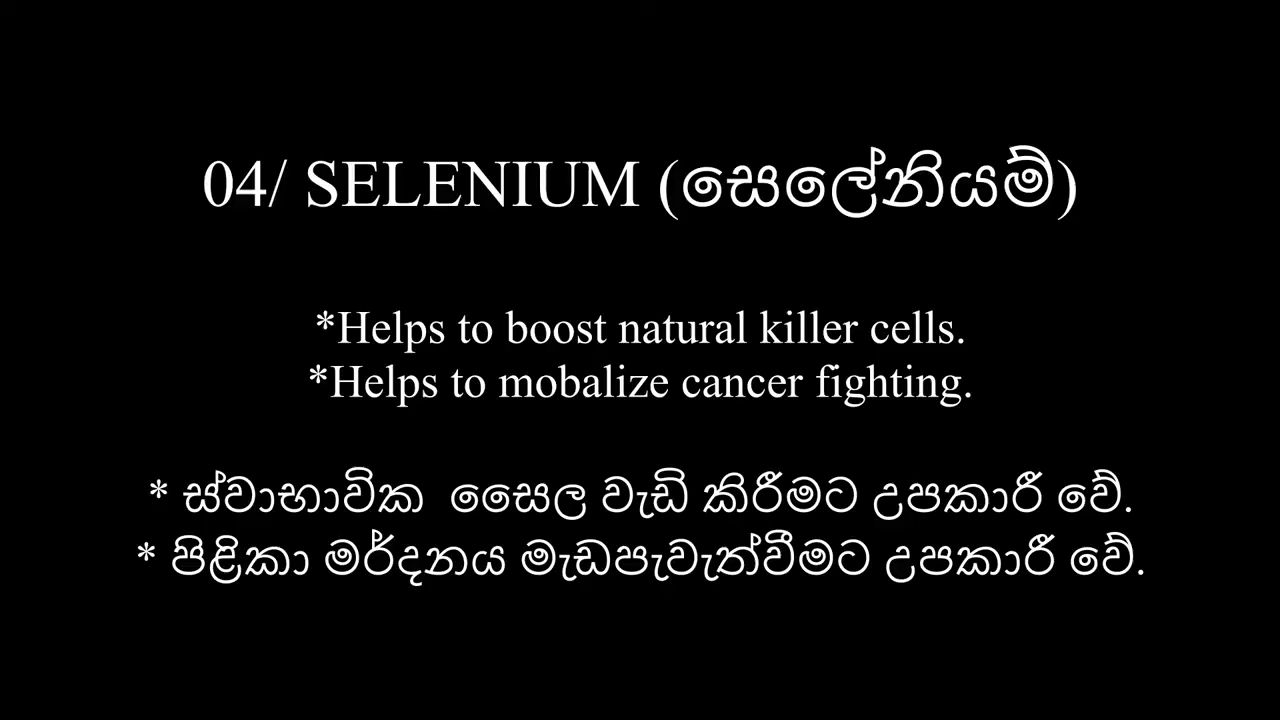 04/ SELENIUM (සෙලේනියම්)
*Helps to boost natural killer cells.
*Helps to mobalize cancer fighting.
* ස්වාභාවික සෛල වැඩි කිරීමට උපකාරී වේ.
* පිළිකා මර්දනය මැඩපැවැත්වීමට උපකාරී වේ.